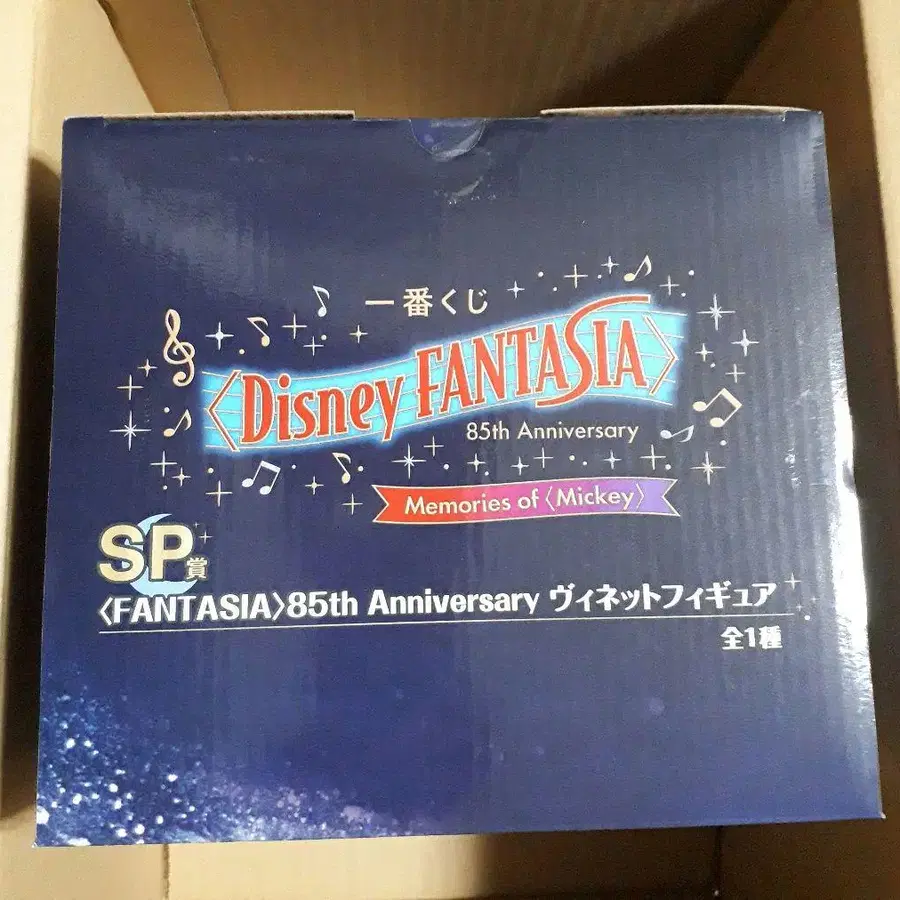 一番くじ
〈Disney FANTASIA〉
85th Anniversary
Memories of〈Mickey〉
SP賞
〈FANTASIA〉85th Anniversary ヴィネットフィギュア
全1種